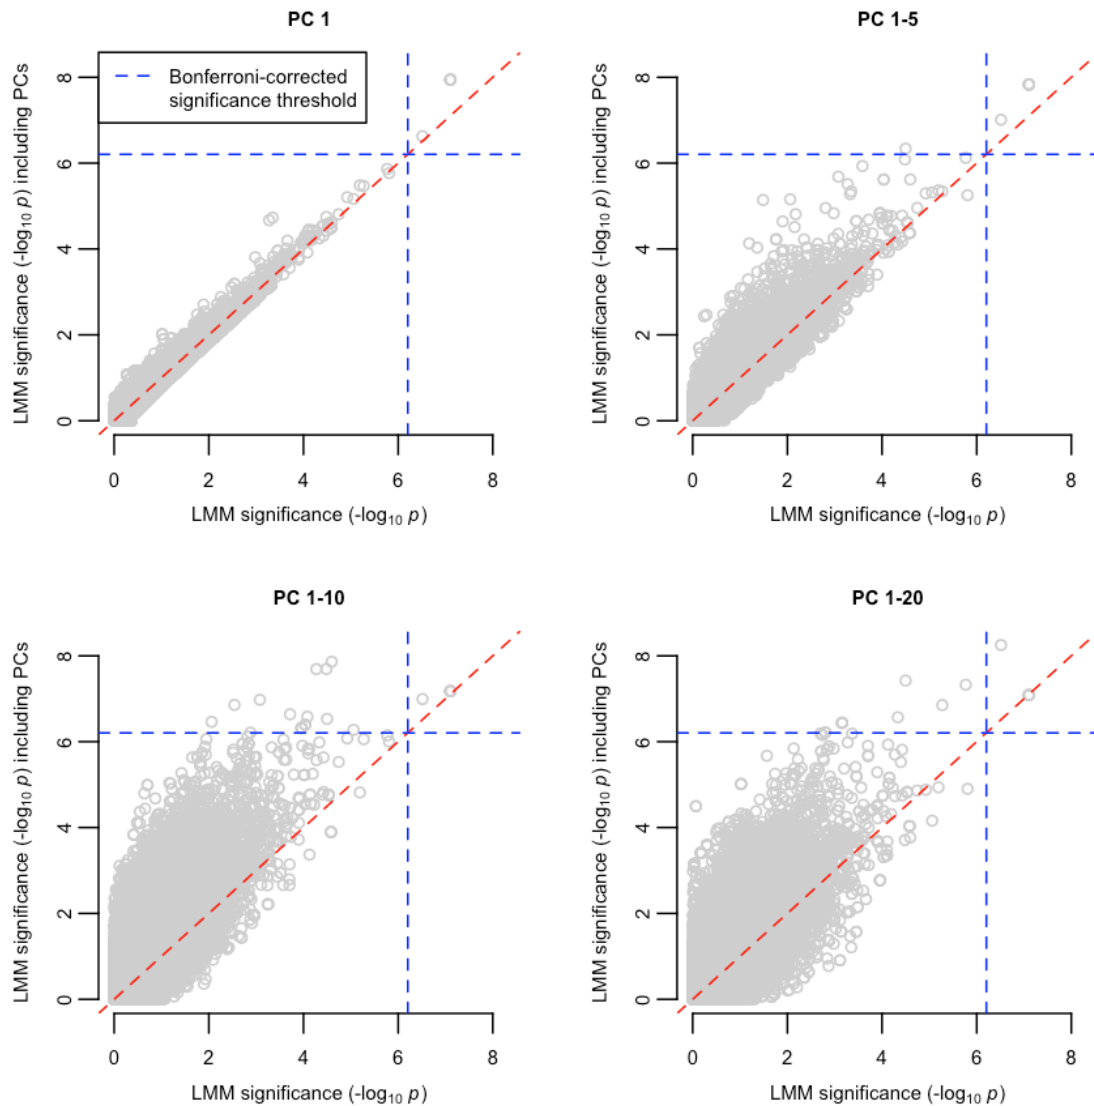 PC 1
Bonferroni-corrected
significance threshold
LMM significance (-log10 p) including PCs
0 2 4 6 8
0 2 4 6 8
LMM significance (-log10 p)
PC 1-5
LMM significance (-log10 p) including PCs
0 2 4 6 8
0 2 4 6 8
LMM significance (-log10 p)
PC 1-10
LMM significance (-log10 p) including PCs
0 2 4 6 8
0 2 4 6 8
LMM significance (-log10 p)
PC 1-20
LMM significance (-log10 p) including PCs
0 2 4 6 8
0 2 4 6 8
LMM significance (-log10 p)